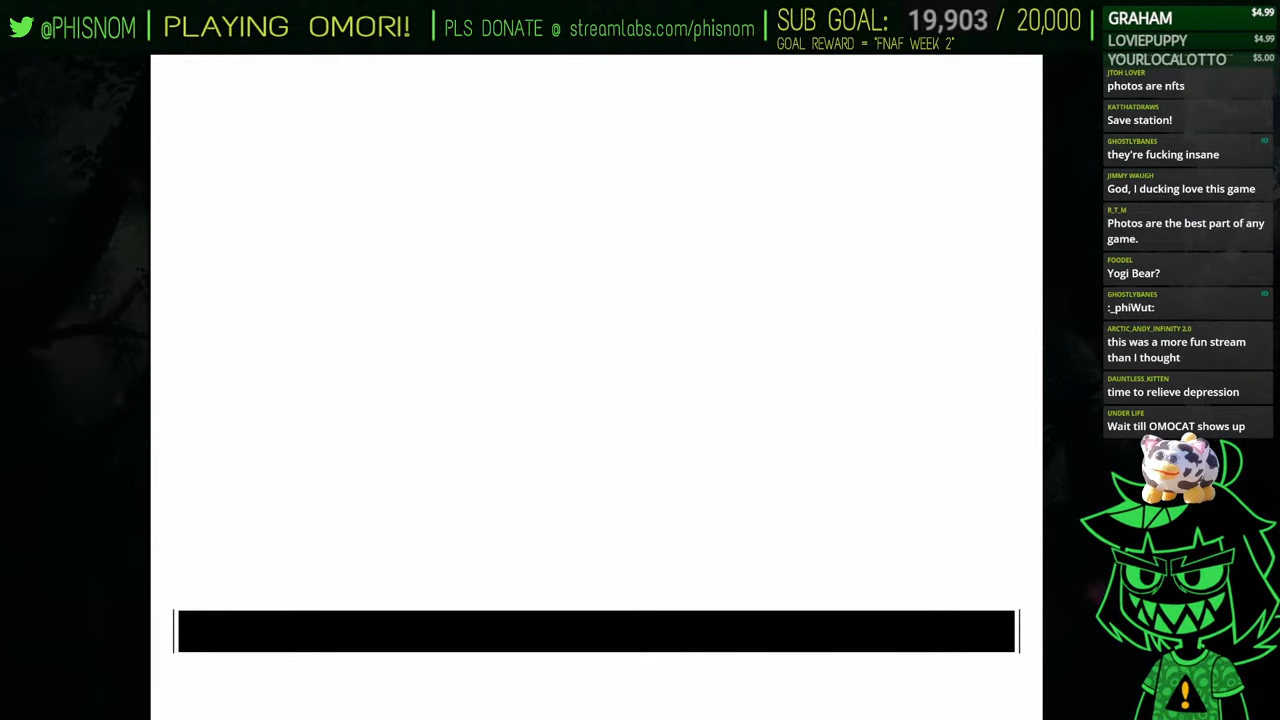 @PHISNOM
PLAYING OMORI!
PLS DONATE @ streamlabs.com/phisnom
SUB GOAL: 19,903 / 20,000
GOAL REWARD = "FNAF WEEK 2"
GRAHAM $4.99
LOVIEPUPPY $4.99
YOURLOCALOTTO $5.00
JTOH LOVER
photos are nfts
KATTHATDRAWS
Save station!
GHOSTLYBANES
they're fucking insane
JIMMY WAUGH
God, I ducking love this game
R_T_M
Photos are the best part of any
game.
FOODEL
Yogi Bear?
GHOSTLYBANES
:_phiWut:
ARCTIC_ANDY_INFINITY 2.0
this was a more fun stream
than I thought
DAUNTLESS_KITTEN
time to relieve depression
UNDER LIFE
Wait till OMOCAT shows up